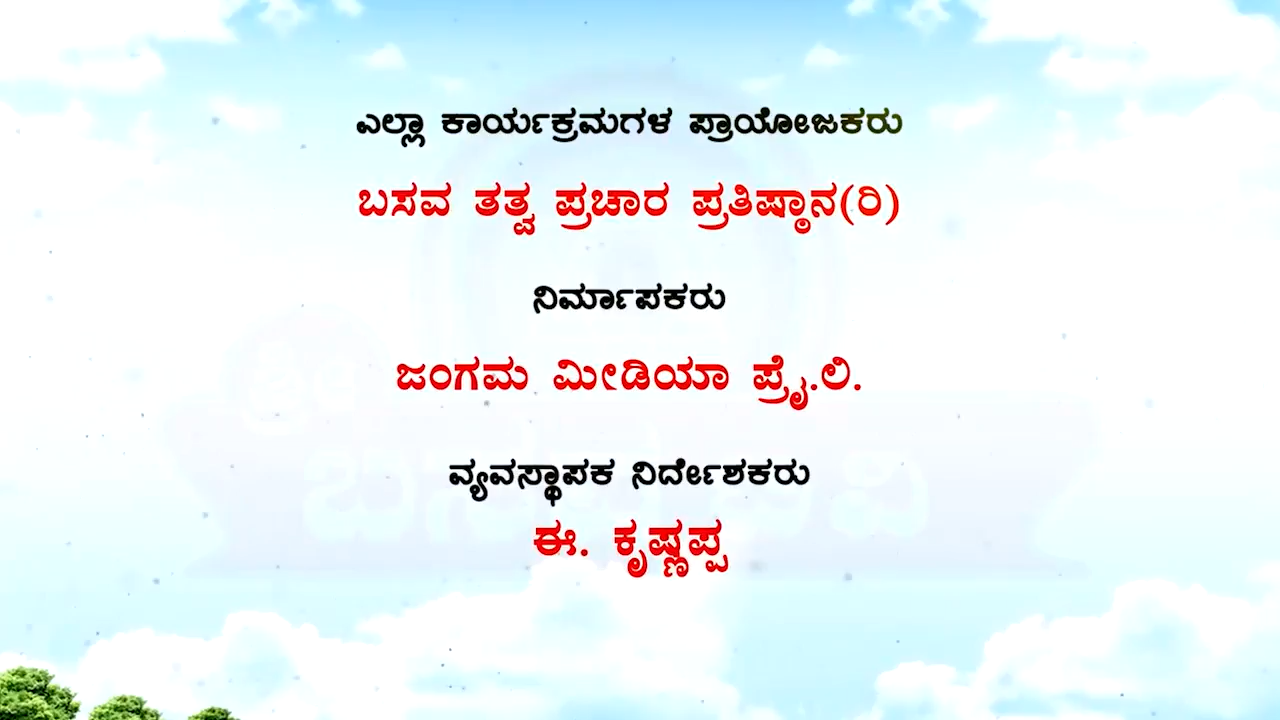 ಎಲ್ಲಾ ಕಾರ್ಯಕ್ರಮಗಳ ಪ್ರಾಯೋಜಕರು
ಬಸವ ತತ್ವ ಪ್ರಚಾರ ಪ್ರತಿಷ್ಠಾನ(ರಿ)
ನಿರ್ಮಾಪಕರು
ಜಂಗಮ ಮೀಡಿಯಾ ಪ್ರೈ.ಲಿ.
ವ್ಯವಸ್ಥಾಪಕ ನಿರ್ದೇಶಕರು
ಈ. ಕೃಷ್ಣಪ್ಪ